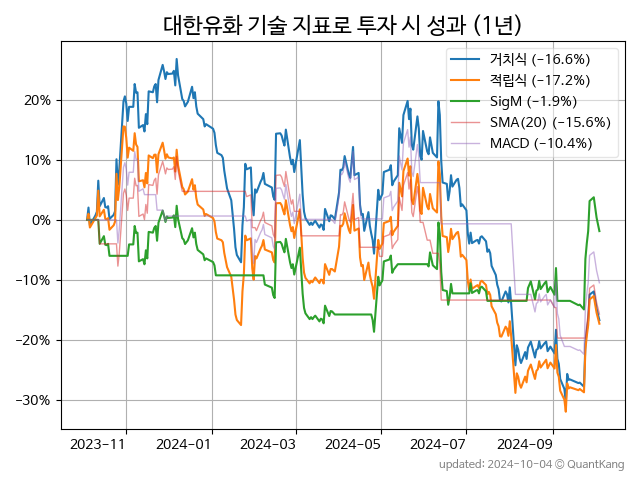 대한유화 기술 지표로 투자 시 성과 (1년)
거치식 (−16.6%)
적립식 (−17.2%)
SigM (−1.9%)
SMA(20) (−15.6%)
MACD (−10.4%)
20%
10%
0%
−10%
−20%
−30%
2023-11 2024-01 2024-03 2024-05 2024-07 2024-09
updated: 2024-10-04 © QuantKang